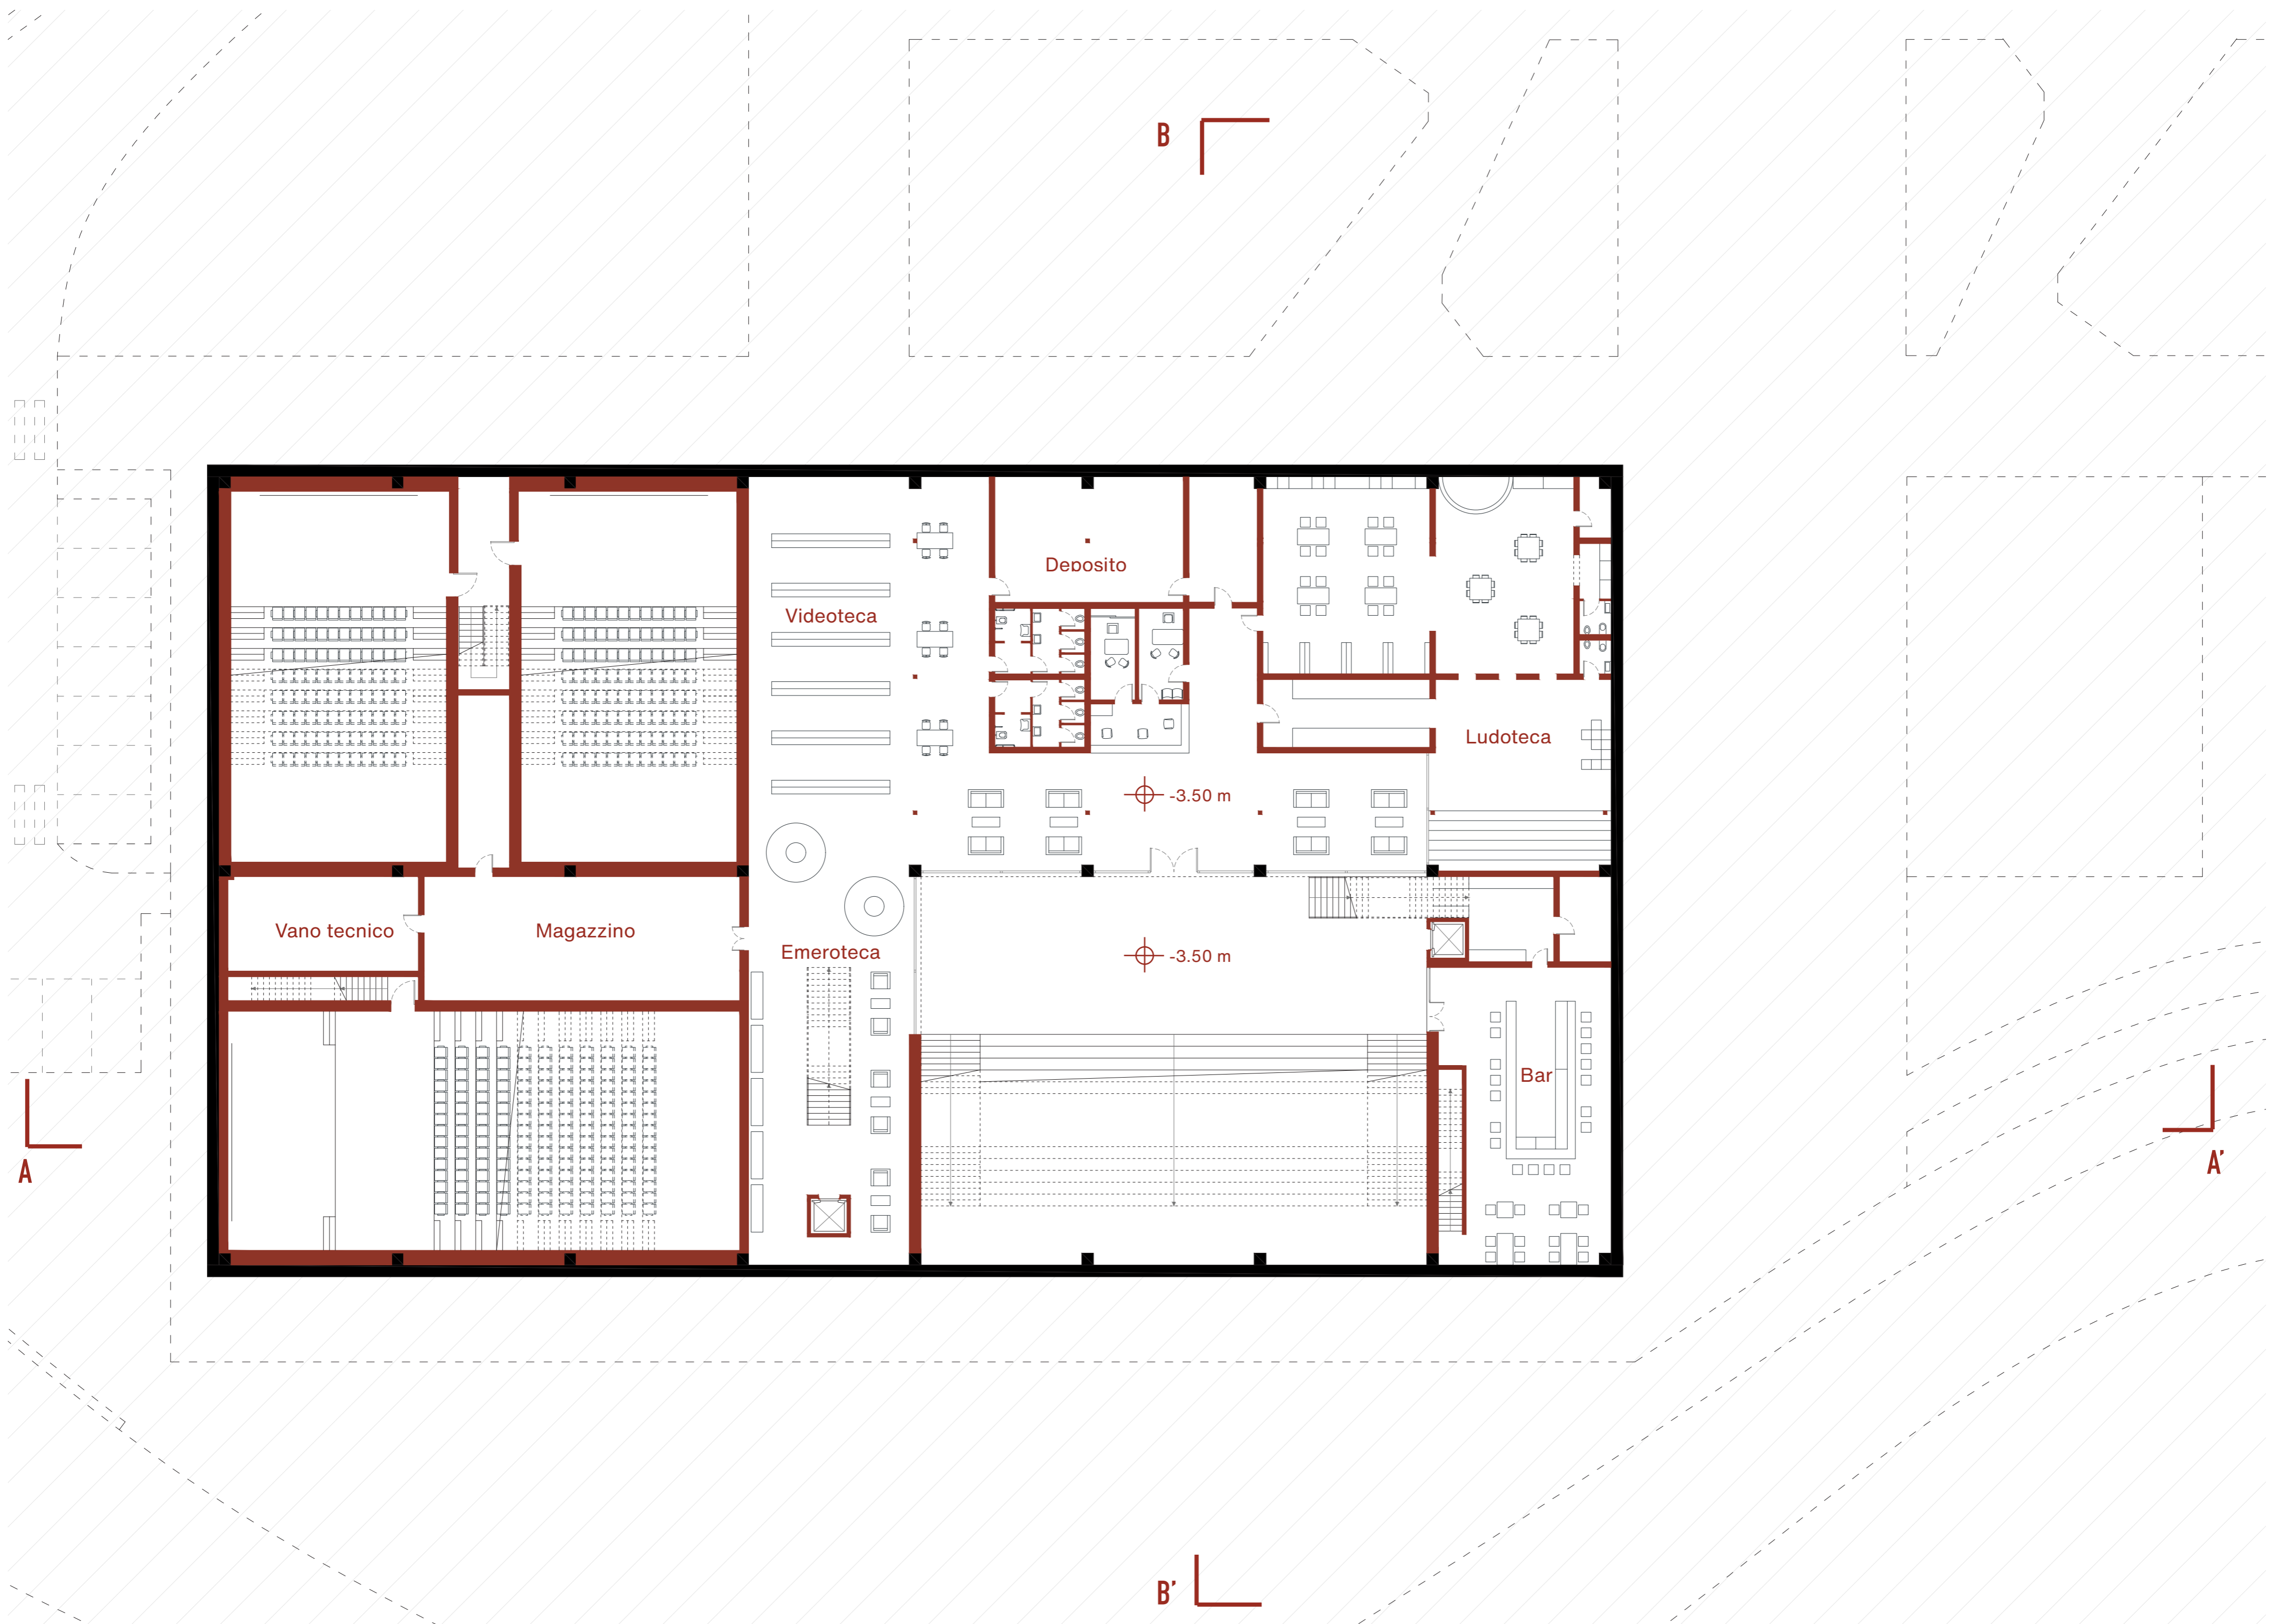 B
Deposito
Videoteca
Ludoteca
-3.50 m
Vano tecnico
Magazzino
Emeroteca
-3.50 m
Bar
A
A'
B'